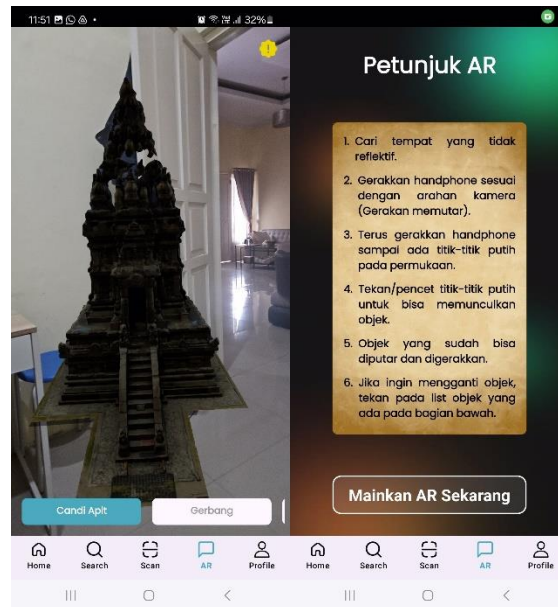 11:51
32%
Candi Apit
Gerbang
Home
Search
Scan
AR
Profile
Petunjuk AR
1. Cari tempat yang tidak
reflektif.
2. Gerakkan handphone sesuai
dengan arahan kamera
(Gerakan memutar).
3. Terus gerakkan handphone
sampai ada titik-titik putih
pada permukaan.
4. Tekan/pencet titik-titik putih
untuk bisa memunculkan
objek.
5. Objek yang sudah bisa
diputar dan digerakkan.
6. Jika ingin mengganti objek,
tekan pada list objek yang
ada pada bagian bawah.
Mainkan AR Sekarang
Home
Search
Scan
AR
Profile